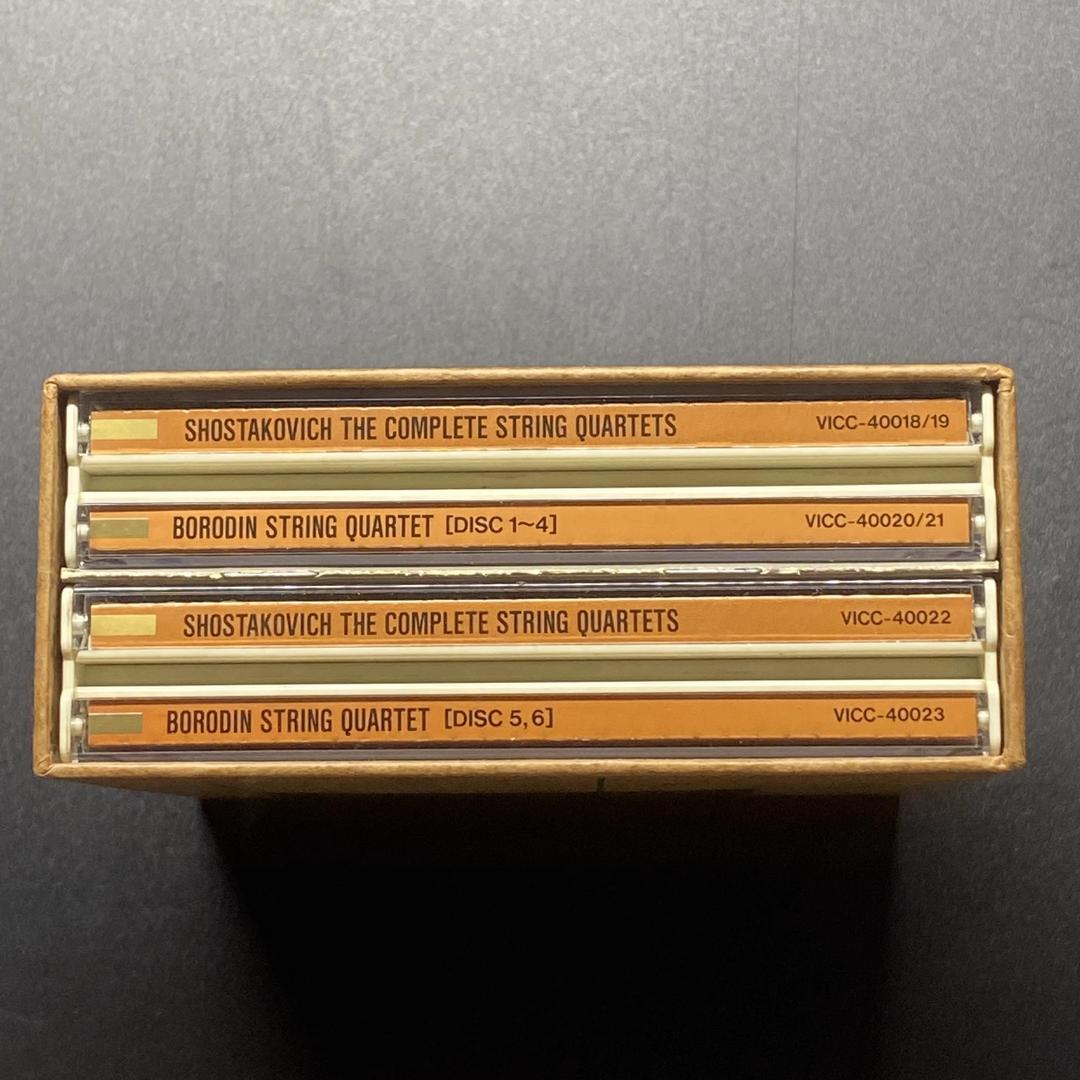 SHOSTAKOVICH THE COMPLETE STRING QUARTETS VICC-40018/19
BORODIN STRING QUARTET [DISC 1~4] VICC-40020/21
SHOSTAKOVICH THE COMPLETE STRING QUARTETS VICC-40022
BORODIN STRING QUARTET [DISC 5, 6] VICC-40023